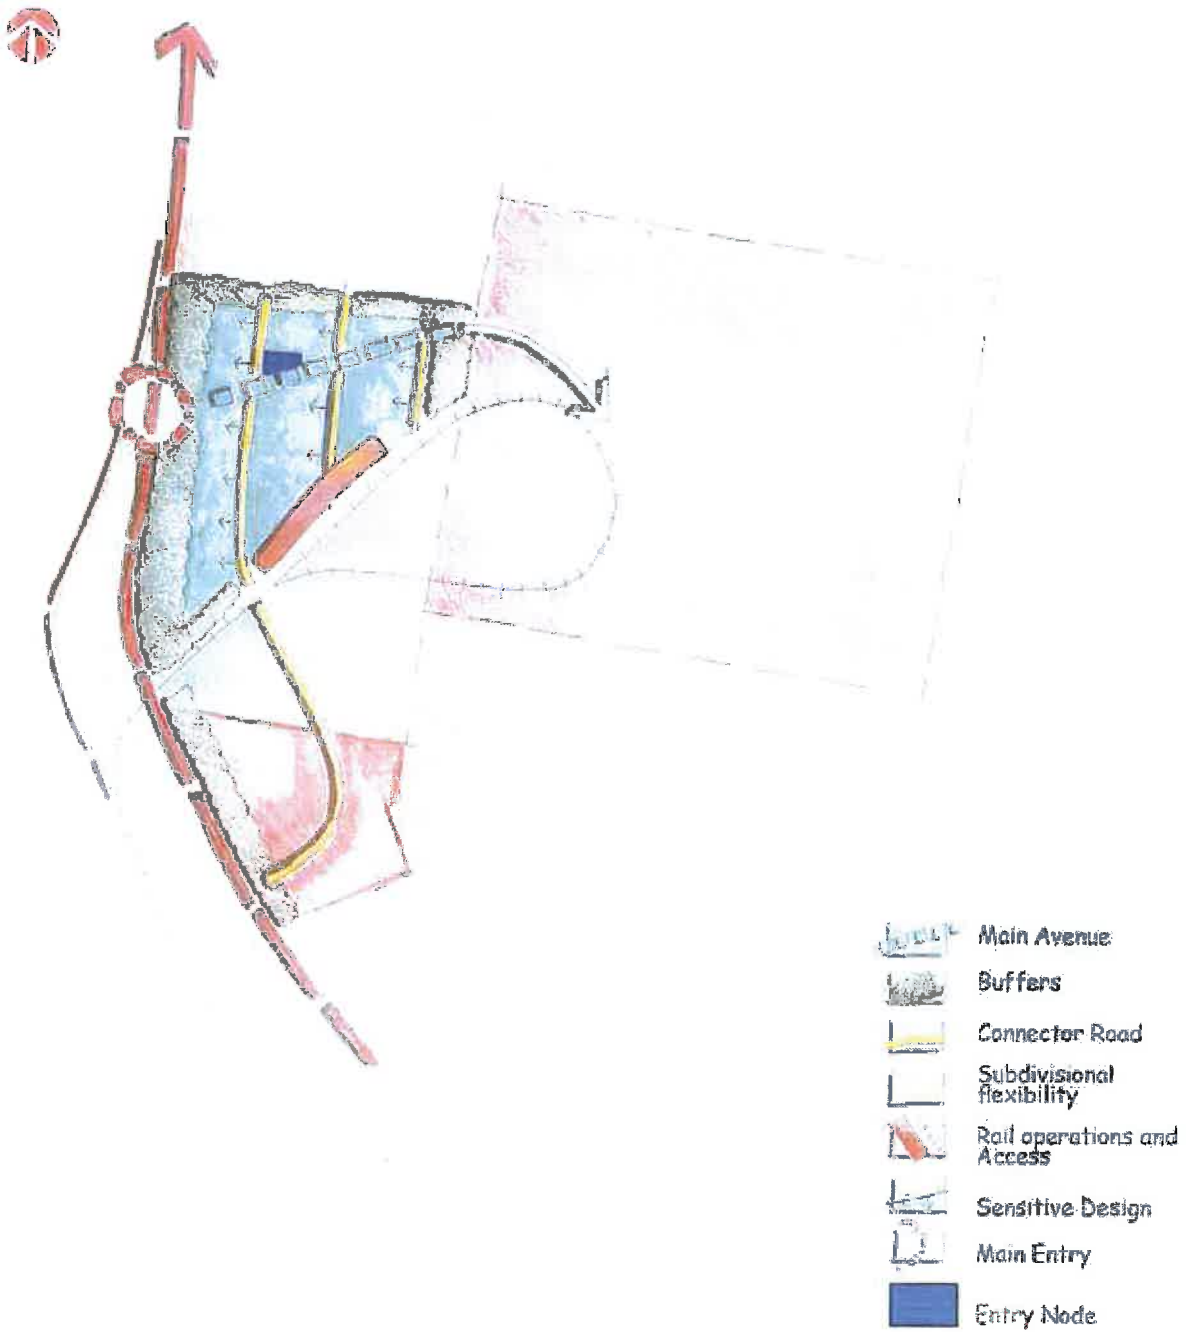 Main Avenue
Buffers
Connector Road
Subdivisional
flexibility
Rail operations and
Access
Sensitive Design
Main Entry
Entry Node